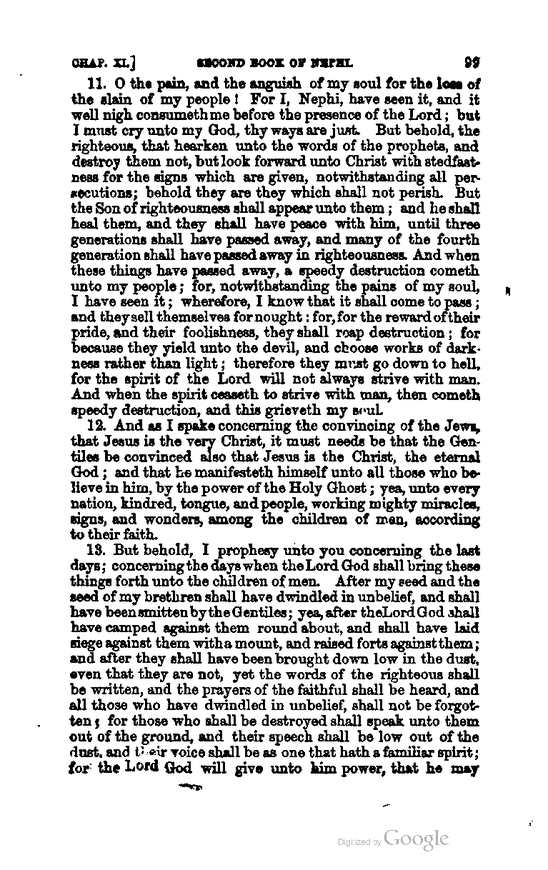 CHAP. XI.] SECOND BOOK OF NEPHI. 99
11. O the pain, and the anguish of my soul for the loss of
the slain of my people! For I, Nephi, have seen it, and it
well nigh consumeth me before the presence of the Lord; but
I must cry unto my God, thy ways are just. But behold, the
righteous, that hearken unto the words of the prophets, and
destroy them not, but look forward unto Christ with stedfast-
ness for the signs which are given, notwithstanding all per-
secutions; behold they are they which shall not perish. But
the Son of righteousness shall appear unto them; and he shall
heal them, and they shall have peace with him, until three
generations shall have passed away, and many of the fourth
generation shall have passed away in righteousness. And when
these things have passed away, a speedy destruction cometh
unto my people; for, notwithstanding the pains of my soul,
I have seen it; wherefore, I know that it shall come to pass;
and they sell themselves for nought: for, for the reward of their
pride, and their foolishness, they shall reap destruction; for
because they yield unto the devil, and choose works of dark-
ness rather than light; therefore they must go down to hell,
for the spirit of the Lord will not always strive with man.
And when the spirit ceaseth to strive with man, then cometh
speedy destruction, and this grieveth my soul.
12. And as I spake concerning the convincing of the Jews,
that Jesus is the very Christ, it must needs be that the Gen-
tiles be convinced also that Jesus is the Christ, the eternal
God; and that he manifesteth himself unto all those who be-
lieve in him, by the power of the Holy Ghost; yea, unto every
nation, kindred, tongue, and people, working mighty miracles,
signs, and wonders, among the children of men, according
to their faith.
13. But behold, I prophesy unto you concerning the last
days; concerning the days when the Lord God shall bring these
things forth unto the children of men. After my seed and the
seed of my brethren shall have dwindled in unbelief, and shall
have been smitten by the Gentiles; yea, after the Lord God shall
have camped against them round about, and shall have laid
siege against them with a mount, and raised forts against them;
and after they shall have been brought down low in the dust,
even that they are not, yet the words of the righteous shall
be written, and the prayers of the faithful shall be heard, and
all those who have dwindled in unbelief, shall not be forgot-
ten; for those who shall be destroyed shall speak unto them
out of the ground, and their speech shall be low out of the
dust, and their voice shall be as one that hath a familiar spirit;
for the Lord God will give unto him power, that he may
Digitized by Google